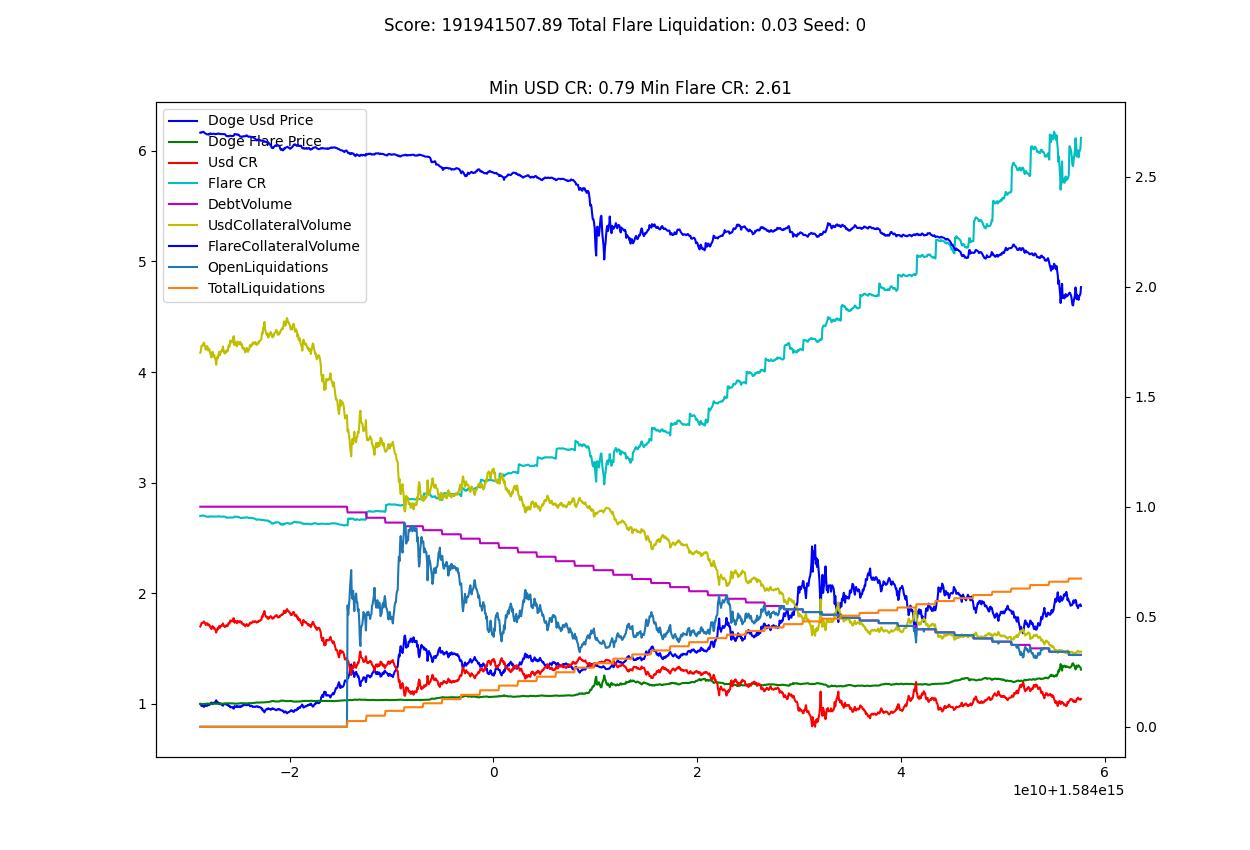 Score: 191941507.89 Total Flare Liquidation: 0.03 Seed: 0
Min USD CR: 0.79 Min Flare CR: 2.61
Doge Usd Price
Doge Flare Price
Usd CR
Flare CR
DebtVolume
UsdCollateralVolume
FlareCollateralVolume
OpenLiquidations
TotalLiquidations
6
5
4
3
2
1
2.5
2.0
1.5
1.0
0.5
0.0
−2
0
2
4
6
1e10+1.584e15